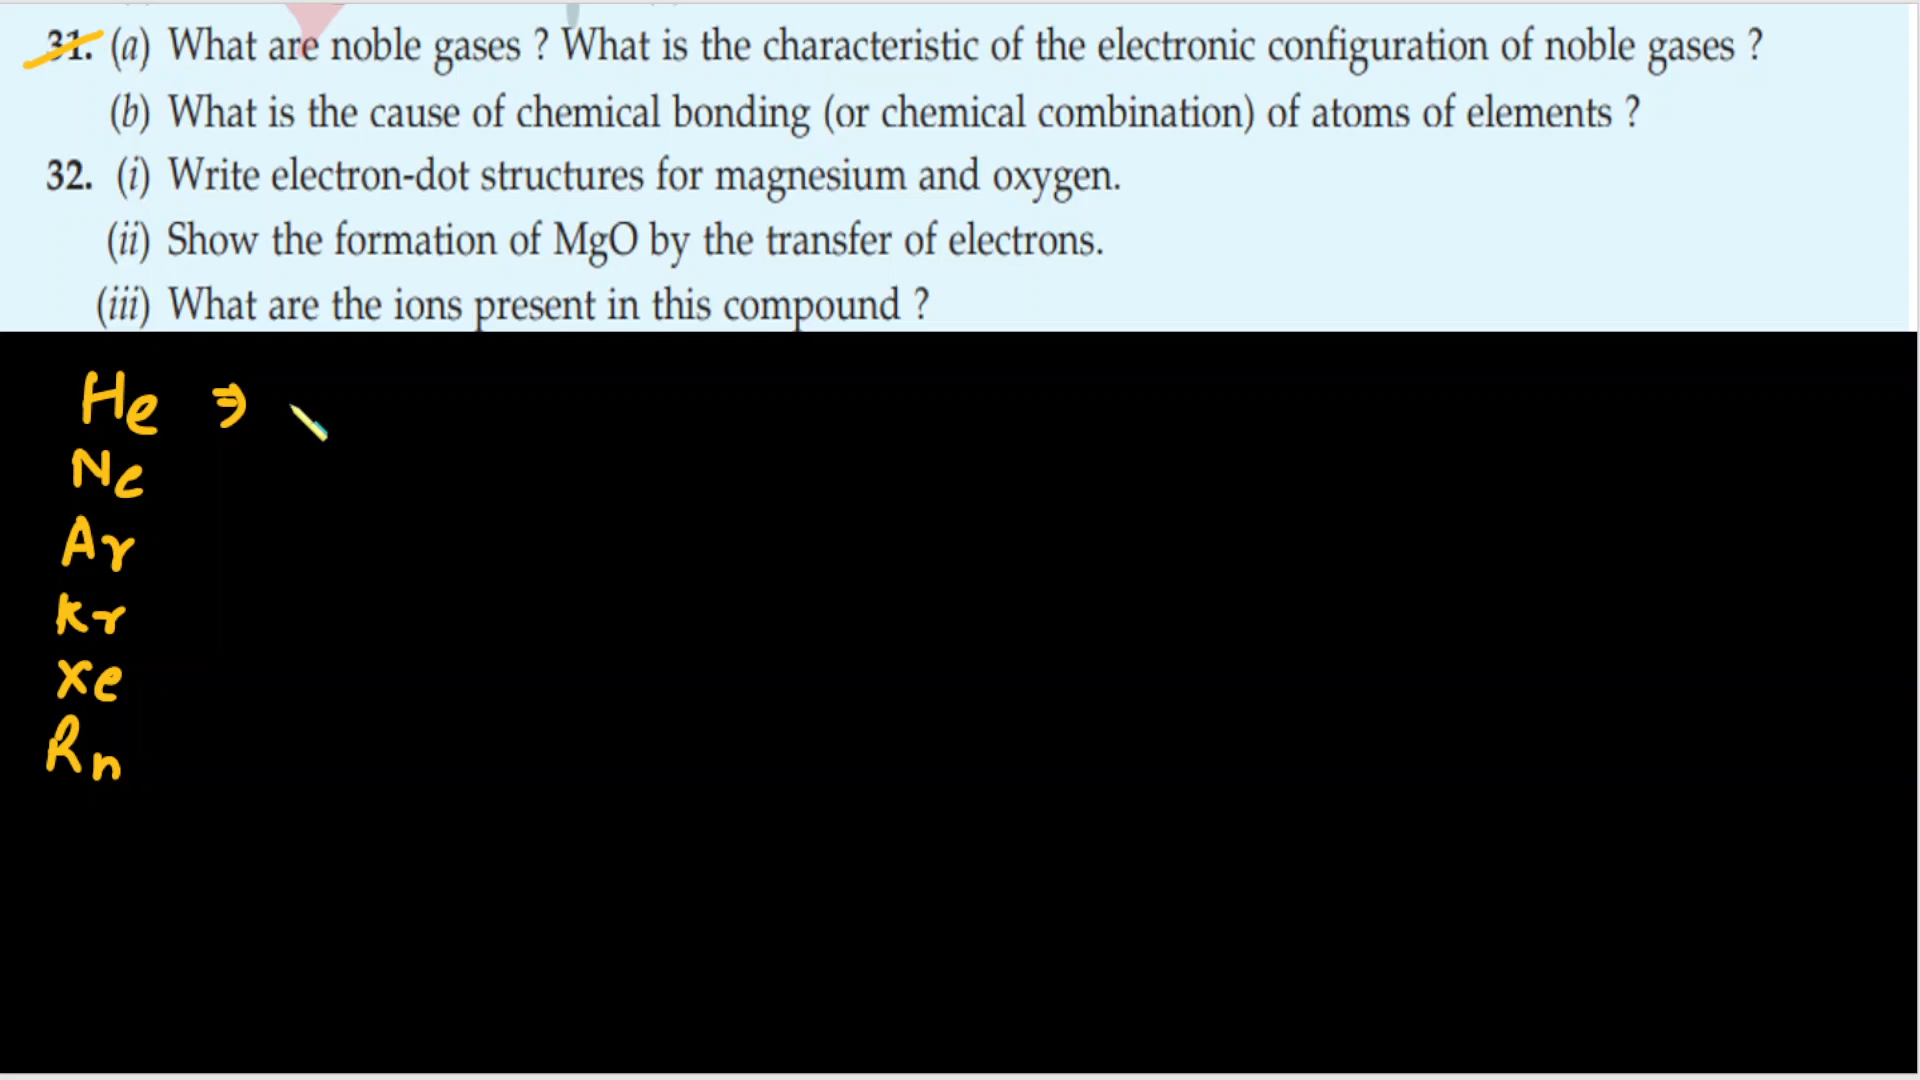 31. (a) What are noble gases ? What is the characteristic of the electronic configuration of noble gases ?
(b) What is the cause of chemical bonding (or chemical combination) of atoms of elements ?
32. (i) Write electron-dot structures for magnesium and oxygen.
(ii) Show the formation of MgO by the transfer of electrons.
(iii) What are the ions present in this compound ?
He ⇒
Ne
Ar
Kr
Xe
Rn